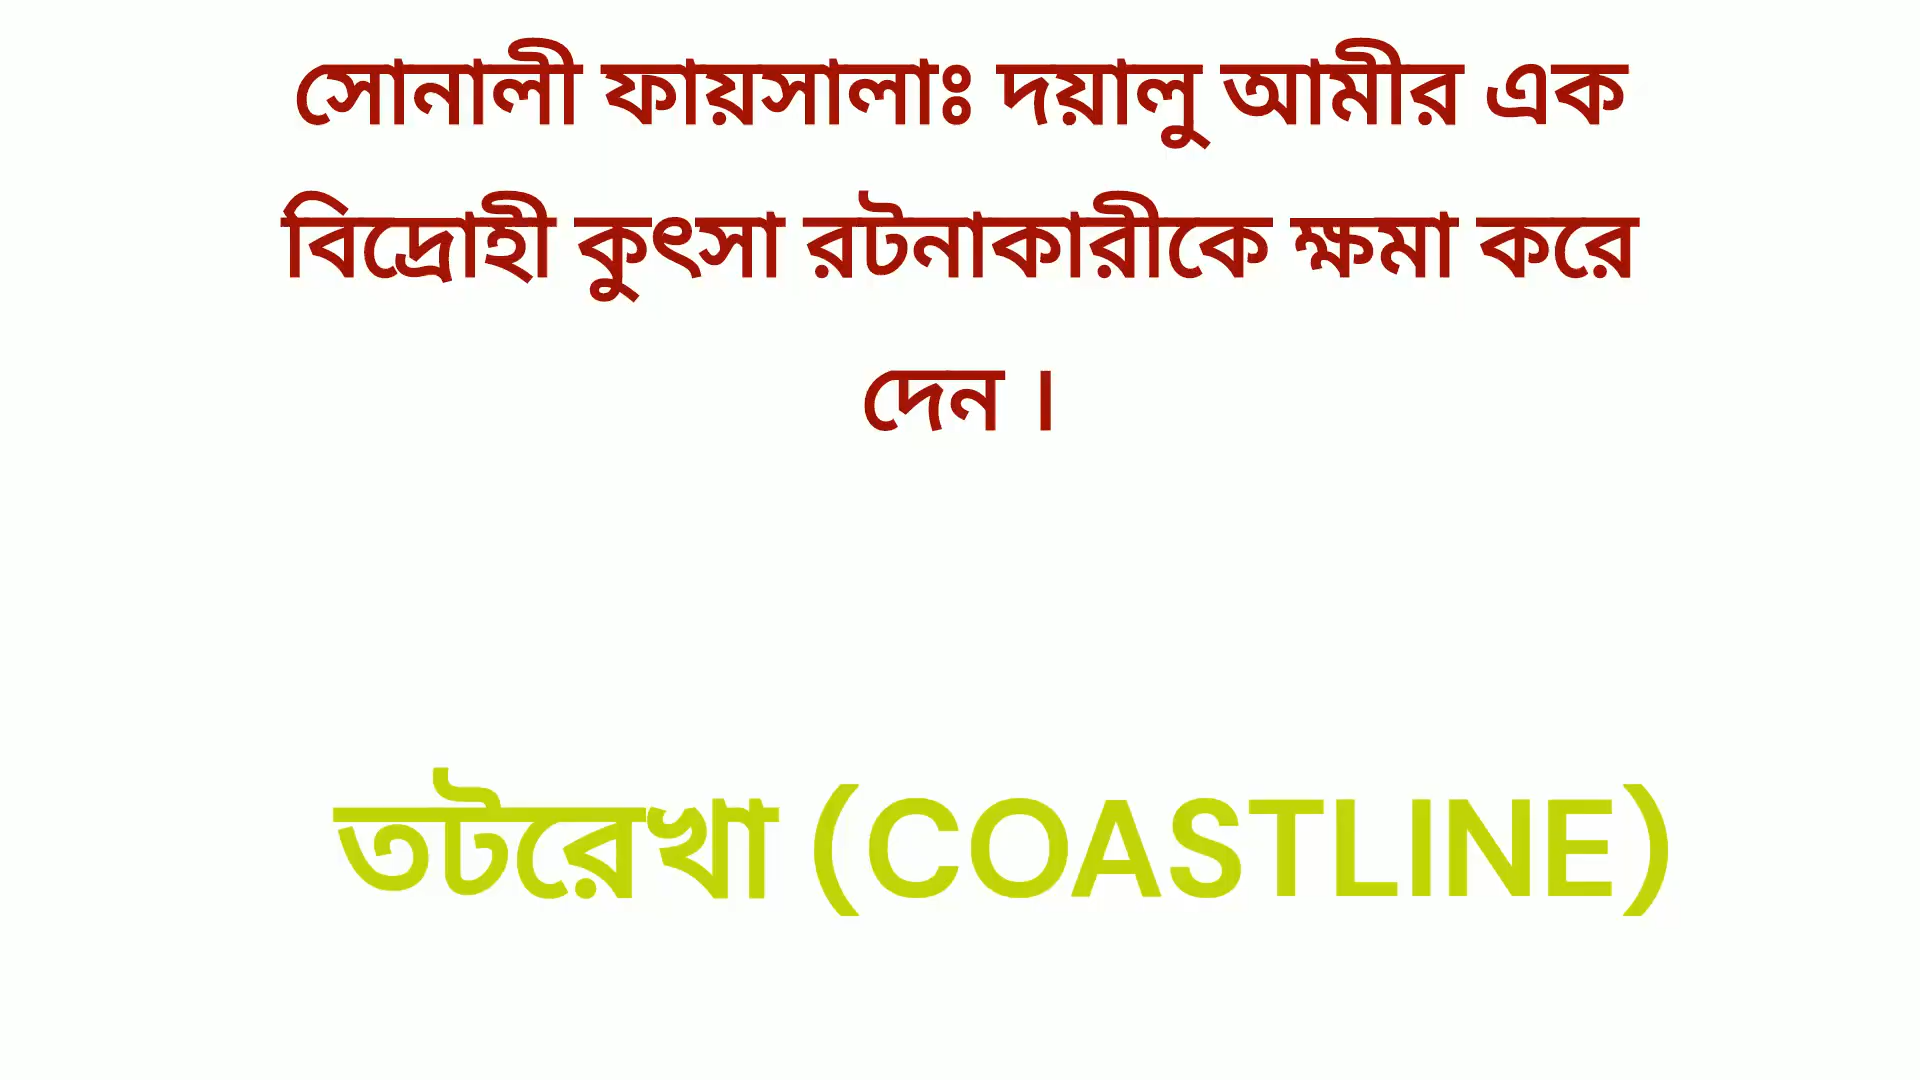 সোনালী ফায়সালাঃ দয়ালু আমীর এক
বিদ্রোহী কুৎসা রটনাকারীকে ক্ষমা করে
দেন ।
তটরেখা (COASTLINE)